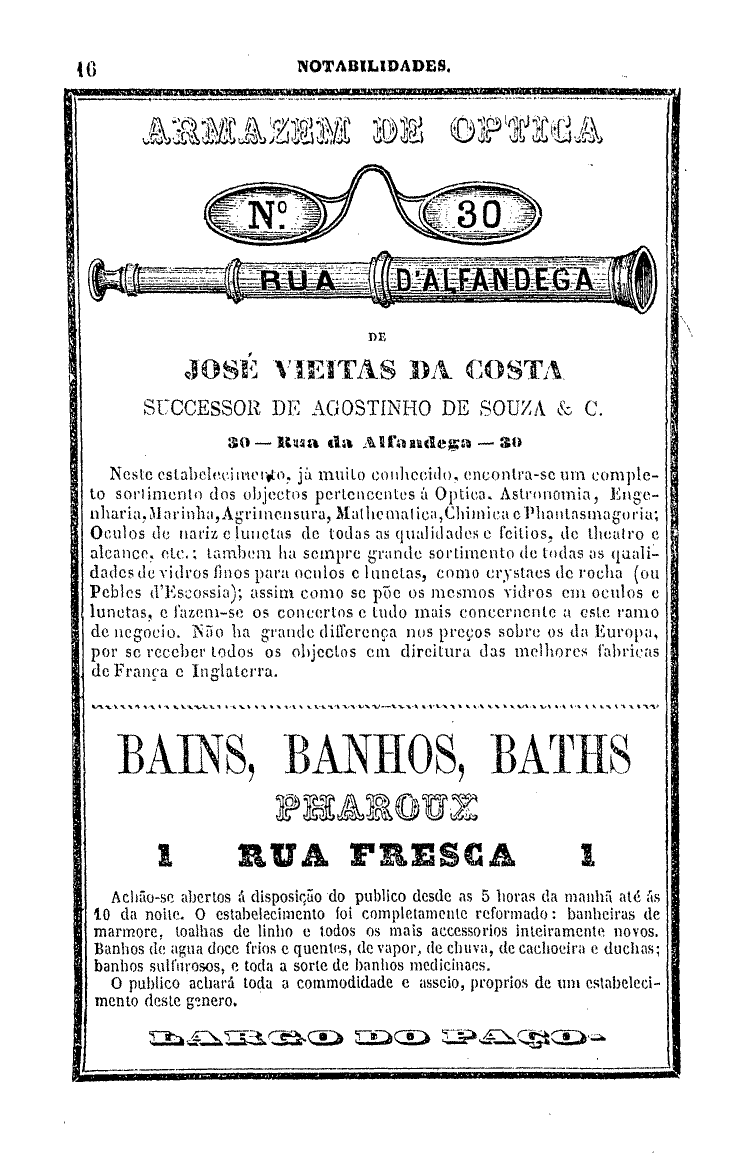 16 NOTABILIDADES.
ARMAZEM DE OPTICA
Nº. 30
RUA D'ALFANDEGA
DE
JOSÉ VIEITAS DA COSTA
SUCCESSOR DE AGOSTINHO DE SOUZA & C.
30 — Rua da Alfandega — 30
Neste estabelecimento, já muito conhecido, encontra-se um comple-
to sortimento dos objectos pertencentes á Optica, Astronomia, Enge-
nharia, Marinha, Agrimensura, Mathematica, Chimica e Phantasmagoria;
Oculos de nariz e lunetas de todas as qualidades e feitios, de theatro e
alcance, etc.; tambem ha sempre grande sortimento de todas as quali-
dades de vidros finos para oculos e lunetas, como crystaes de rocha (ou
Pebles d'Escossia); assim como se põe os mesmos vidros em oculos e
lunetas, e fazem-se os concertos e tudo mais concernente a este ramo
de negocio. Não ha grande differença nos preços sobre os da Europa,
por se receber todos os objectos em direitura das melhores fabricas
de França e Inglaterra.
BAINS, BANHOS, BATHS
PHAROUX
1 RUA FRESCA 1
Achão-se abertos á disposição do publico desde as 5 horas da manhã até ás
10 da noite. O estabelecimento foi completamente reformado: banheiras de
marmore, toalhas de linho e todos os mais accessorios inteiramente novos.
Banhos de agua doce frios e quentes, de vapor, de chuva, de cachoeira e duchas;
banhos sulfurosos, e toda a sorte de banhos medicinaes.
O publico achará toda a commodidade e asseio, proprios de um estabeleci-
mento deste genero.
LARGO DO PAÇO-